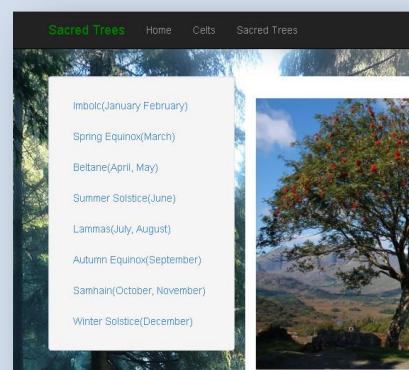 Sacred Trees Home Celts Sacred Trees
Imbolc(January February)
Spring Equinox(March)
Beltane(April, May)
Summer Solstice(June)
Lammas(July, August)
Autumn Equinox(September)
Samhain(October, November)
Winter Solstice(December)